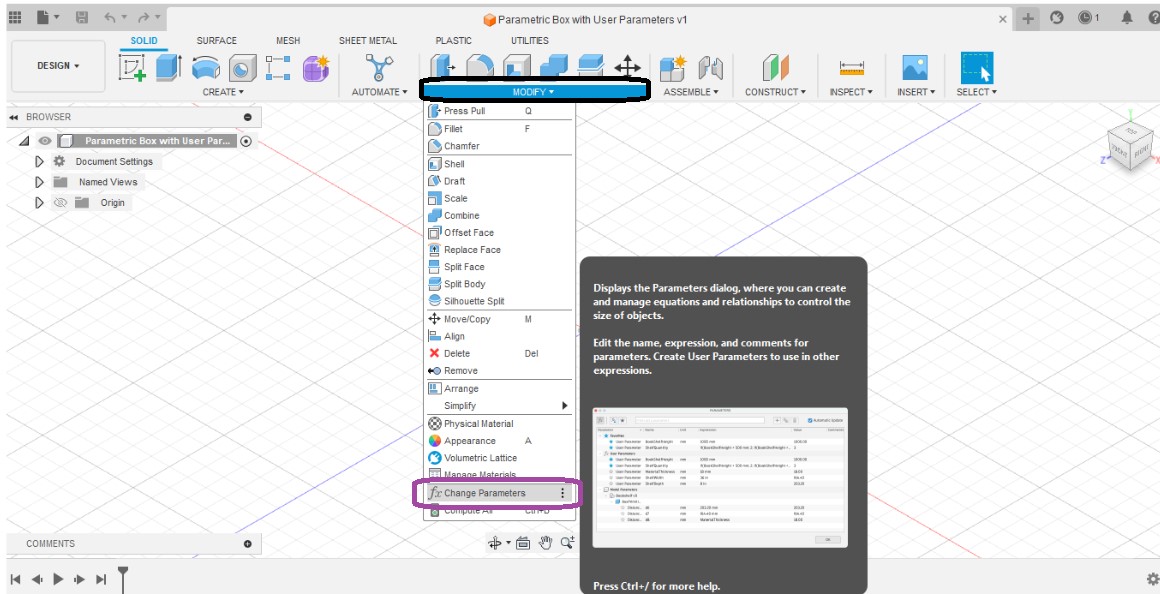 Parametric Box with User Parameters v1
1
SOLID SURFACE MESH SHEET METAL PLASTIC UTILITIES
DESIGN
CREATE AUTOMATE MODIFY ASSEMBLE CONSTRUCT INSPECT INSERT SELECT
BROWSER
Parametric Box with User Par...
Document Settings
Named Views
Origin
Press Pull Q
Fillet F
Chamfer
Shell
Draft
Scale
Combine
Offset Face
Replace Face
Split Face
Split Body
Silhouette Split
Move/Copy M
Align
Delete Del
Remove
Arrange
Simplify
Physical Material
Appearance A
Volumetric Lattice
Manage Materials
fx Change Parameters
Compute All Ctrl+B
TOP
FRONT RIGHT
Z X
Displays the Parameters dialog, where you can create
and manage equations and relationships to control the
size of objects.
Edit the name, expression, and comments for
parameters. Create User Parameters to use in other
expressions.
Press Ctrl+/ for more help.
COMMENTS